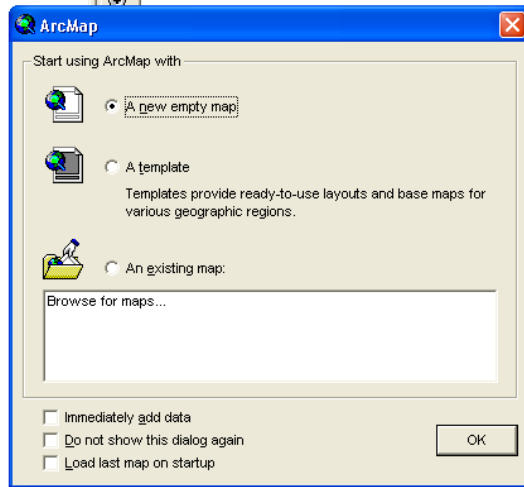 ArcMap
Start using ArcMap with
A new empty map
A template
Templates provide ready-to-use layouts and base maps for
various geographic regions.
An existing map:
Browse for maps...
Immediately add data
Do not show this dialog again
Load last map on startup
OK